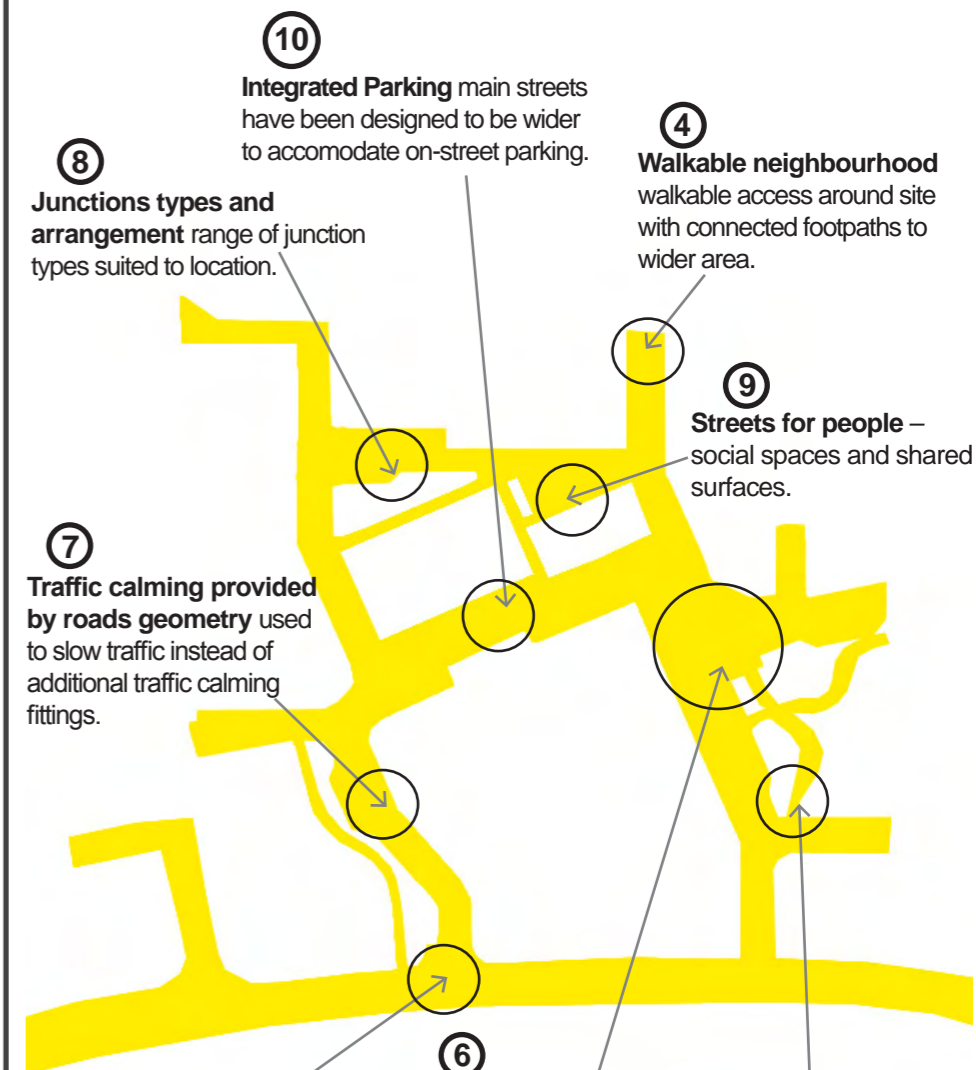 10
Integrated Parking main streets
have been designed to be wider
to accomodate on-street parking.
4
Walkable neighbourhood
walkable access around site
with connected footpaths to
wider area.
8
Junctions types and
arrangement range of junction
types suited to location.
9
Streets for people –
social spaces and shared
surfaces.
7
Traffic calming provided
by roads geometry used
to slow traffic instead of
additional traffic calming
fittings.
6